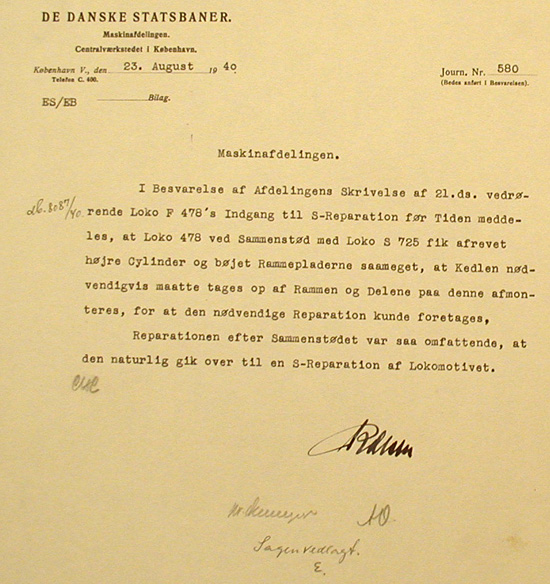 DE DANSKE STATSBANER.
Maskinafdelingen.
Centralværkstedet i København.
København V., den 23. August 1940
Telefon C. 400.
Journ. Nr. 580
(Bedes anført i Besvarelsen).
ES/EB Bilag.
Maskinafdelingen.
I Besvarelse af Afdelingens Skrivelse af 21.ds. vedrø-
rende Loko F 478's Indgang til S-Reparation før Tiden medde-
les, at Loko 478 ved Sammenstød med Loko S 725 fik afrevet
højre Cylinder og bøjet Rammepladerne saameget, at Kedlen nød-
vendigvis maatte tages op af Rammen og Delene paa denne afmon-
teres, for at den nødvendige Reparation kunde foretages,
Reparationen efter Sammenstødet var saa omfattende, at
den naturlig gik over til en S-Reparation af Lokomotivet.
Sagen vedlagt.
E.